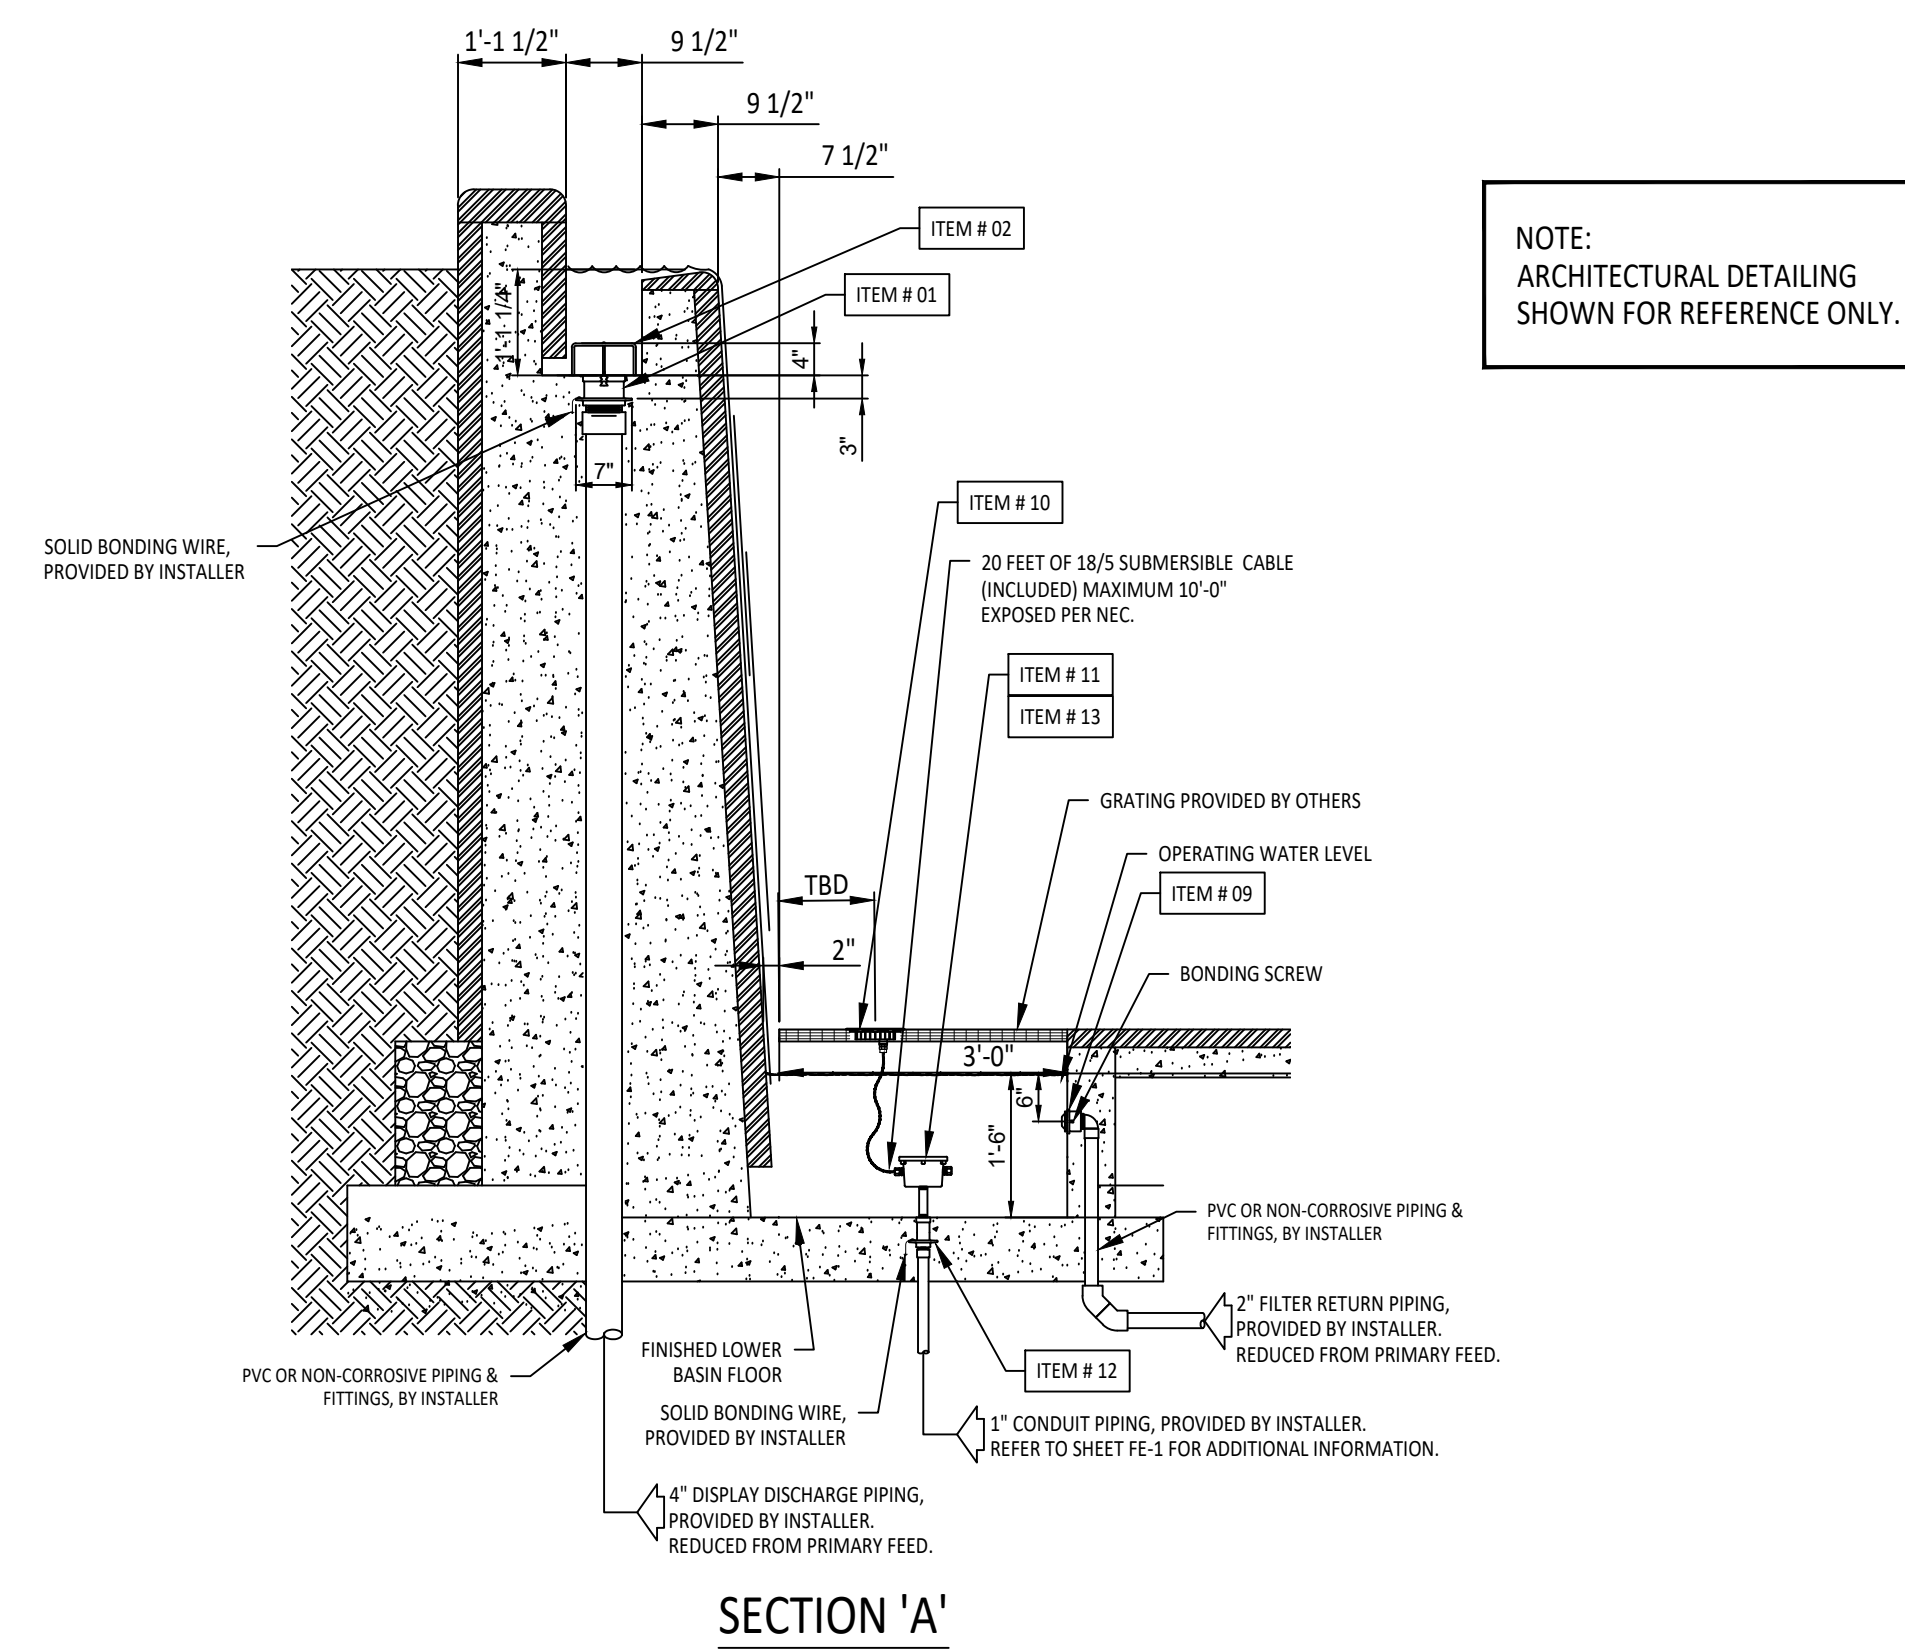 1'-1 1/2"
9 1/2"
9 1/2"
7 1/2"
ITEM # 02
ITEM # 01
NOTE:
ARCHITECTURAL DETAILING
SHOWN FOR REFERENCE ONLY.
1'-1 1/4"
4"
3"
7"
SOLID BONDING WIRE,
PROVIDED BY INSTALLER
ITEM # 10
20 FEET OF 18/5 SUBMERSIBLE CABLE
(INCLUDED) MAXIMUM 10'-0"
EXPOSED PER NEC.
ITEM # 11
ITEM # 13
GRATING PROVIDED BY OTHERS
OPERATING WATER LEVEL
TBD
ITEM # 09
2"
BONDING SCREW
3'-0"
6"
1'-6"
PVC OR NON-CORROSIVE PIPING &
FITTINGS, BY INSTALLER
2" FILTER RETURN PIPING,
PROVIDED BY INSTALLER.
REDUCED FROM PRIMARY FEED.
FINISHED LOWER
BASIN FLOOR
PVC OR NON-CORROSIVE PIPING &
FITTINGS, BY INSTALLER
ITEM # 12
SOLID BONDING WIRE,
PROVIDED BY INSTALLER
1" CONDUIT PIPING, PROVIDED BY INSTALLER.
REFER TO SHEET FE-1 FOR ADDITIONAL INFORMATION.
4" DISPLAY DISCHARGE PIPING,
PROVIDED BY INSTALLER.
REDUCED FROM PRIMARY FEED.
SECTION 'A'